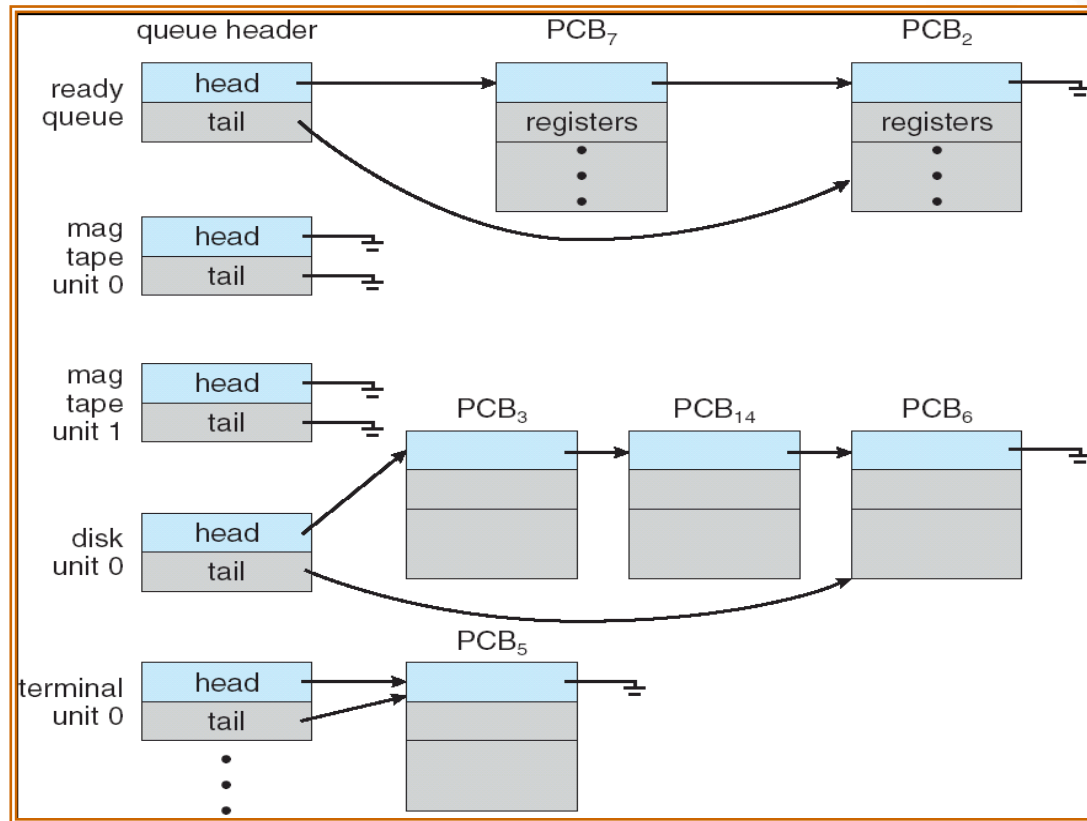 queue header
PCB₇
PCB₂
ready
queue
head
tail
registers
registers
mag
tape
unit 0
head
tail
mag
tape
unit 1
head
tail
PCB₃
PCB₁₄
PCB₆
disk
unit 0
head
tail
PCB₅
terminal
unit 0
head
tail